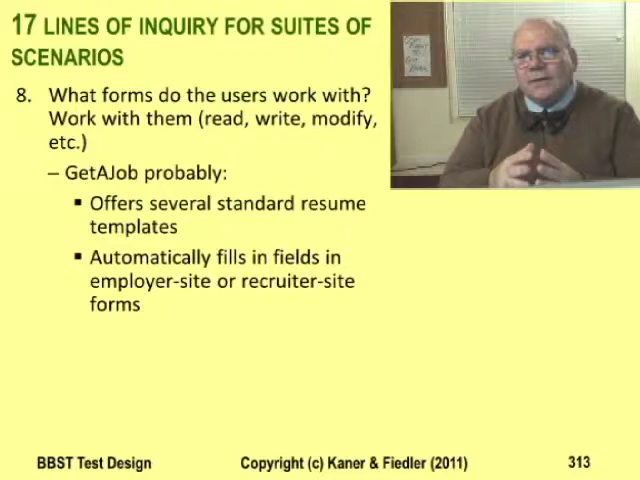 17 LINES OF INQUIRY FOR SUITES OF
SCENARIOS
8. What forms do the users work with?
Work with them (read, write, modify,
etc.)
– GetAJob probably:
▪ Offers several standard resume
templates
▪ Automatically fills in fields in
employer-site or recruiter-site
forms
BBST Test Design
Copyright (c) Kaner & Fiedler (2011)
313